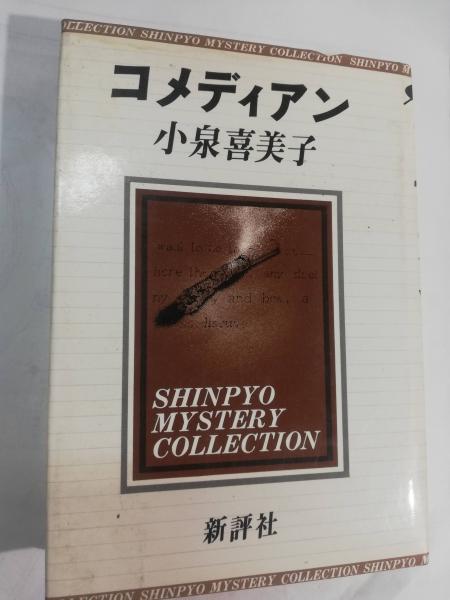 COLLECTION SHINPYO MYSTERY COLLECTION SHINPYO M
コメディアン
小泉喜美子
SHINPYO
MYSTERY
COLLECTION
新評社
COLLECTION SHINPYO MYSTERY COLLECTION SHINPYO